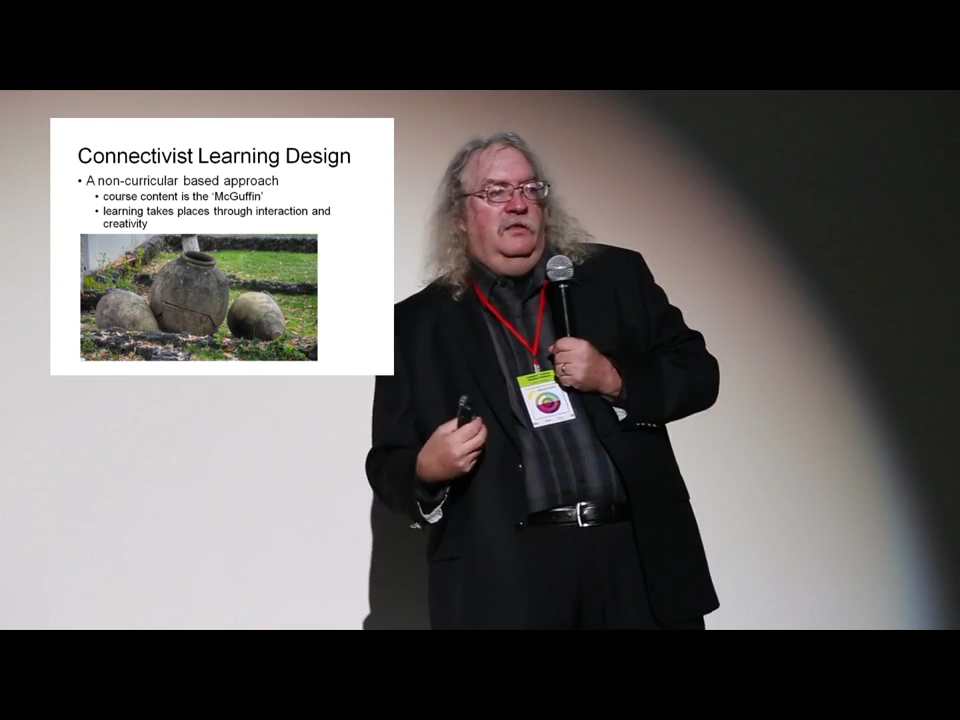 Connectivist Learning Design
• A non-curricular based approach
• course content is the ‘McGuffin’
• learning takes places through interaction and
creativity